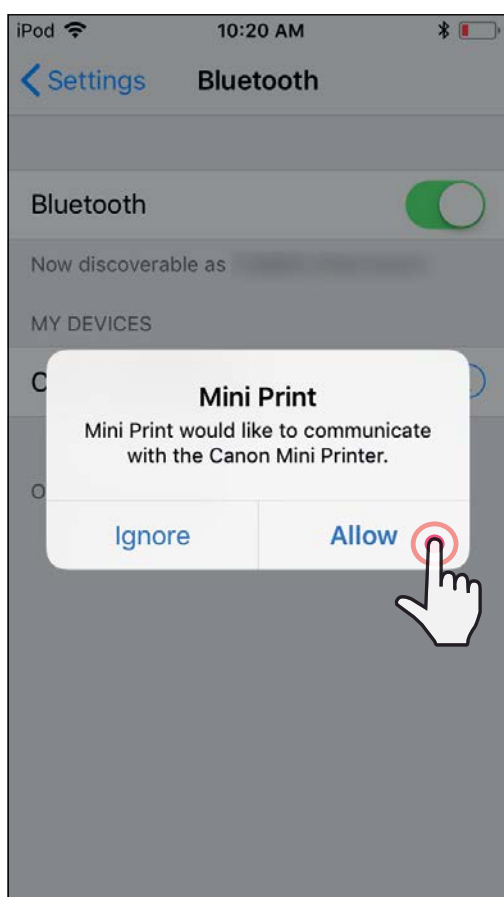 iPod 10:20 AM
Settings Bluetooth
Bluetooth
Now discoverable as
MY DEVICES
Mini Print
Mini Print would like to communicate
with the Canon Mini Printer.
Ignore Allow